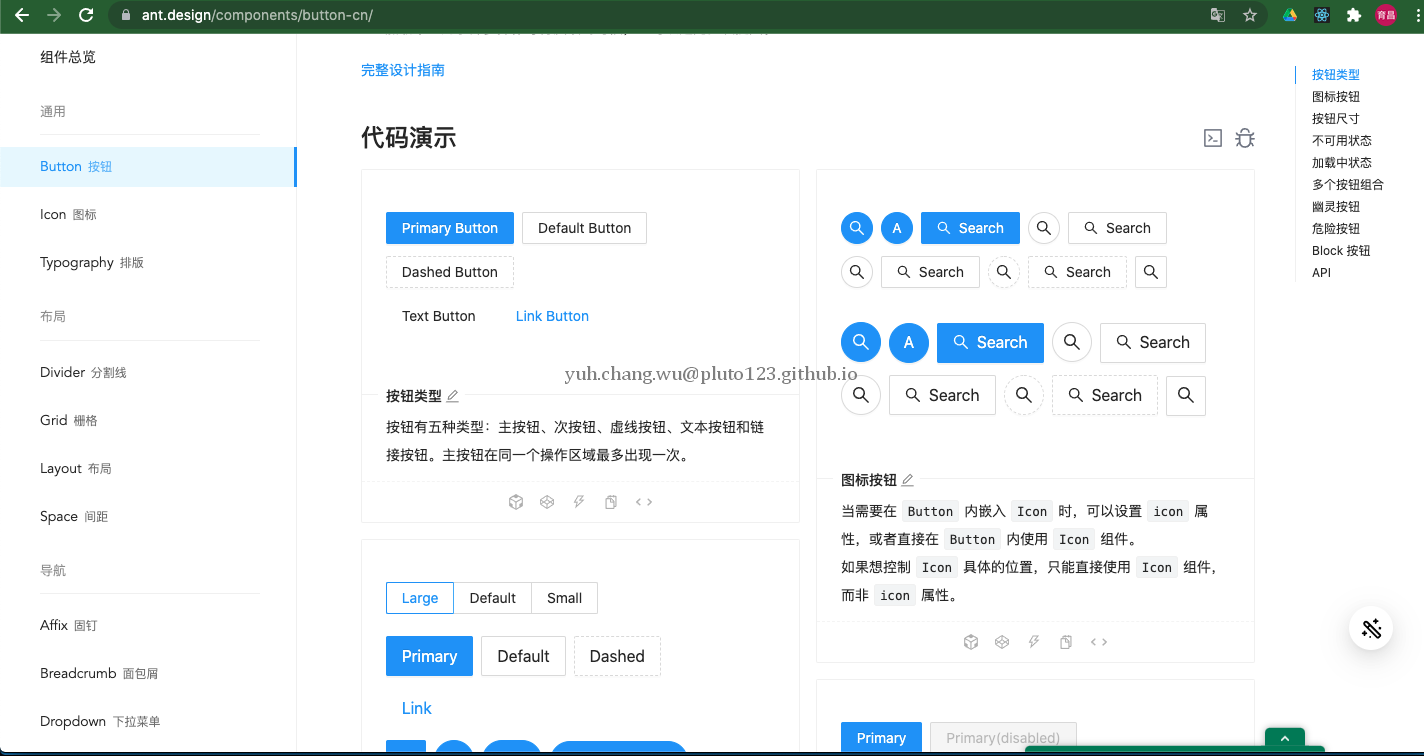 ant.design/components/button-cn/
育昌
组件总览
通用
Button 按钮
Icon 图标
Typography 排版
布局
Divider 分割线
Grid 栅格
Layout 布局
Space 间距
导航
Affix 固钉
Breadcrumb 面包屑
Dropdown 下拉菜单
完整设计指南
代码演示
Primary Button
Default Button
Dashed Button
Text Button
Link Button
按钮类型
按钮有五种类型：主按钮、次按钮、虚线按钮、文本按钮和链
接按钮。主按钮在同一个操作区域最多出现一次。
Large
Default
Small
Primary
Default
Dashed
Link
A
Search
Search
Search
Search
A
Search
Search
Search
Search
yuh.chang.wu@pluto123.github.io
图标按钮
当需要在 Button 内嵌入 Icon 时，可以设置 icon 属
性，或者直接在 Button 内使用 Icon 组件。
如果想控制 Icon 具体的位置，只能直接使用 Icon 组件，
而非 icon 属性。
Primary
Primary(disabled)
按钮类型
图标按钮
按钮尺寸
不可用状态
加载中状态
多个按钮组合
幽灵按钮
危险按钮
Block 按钮
API